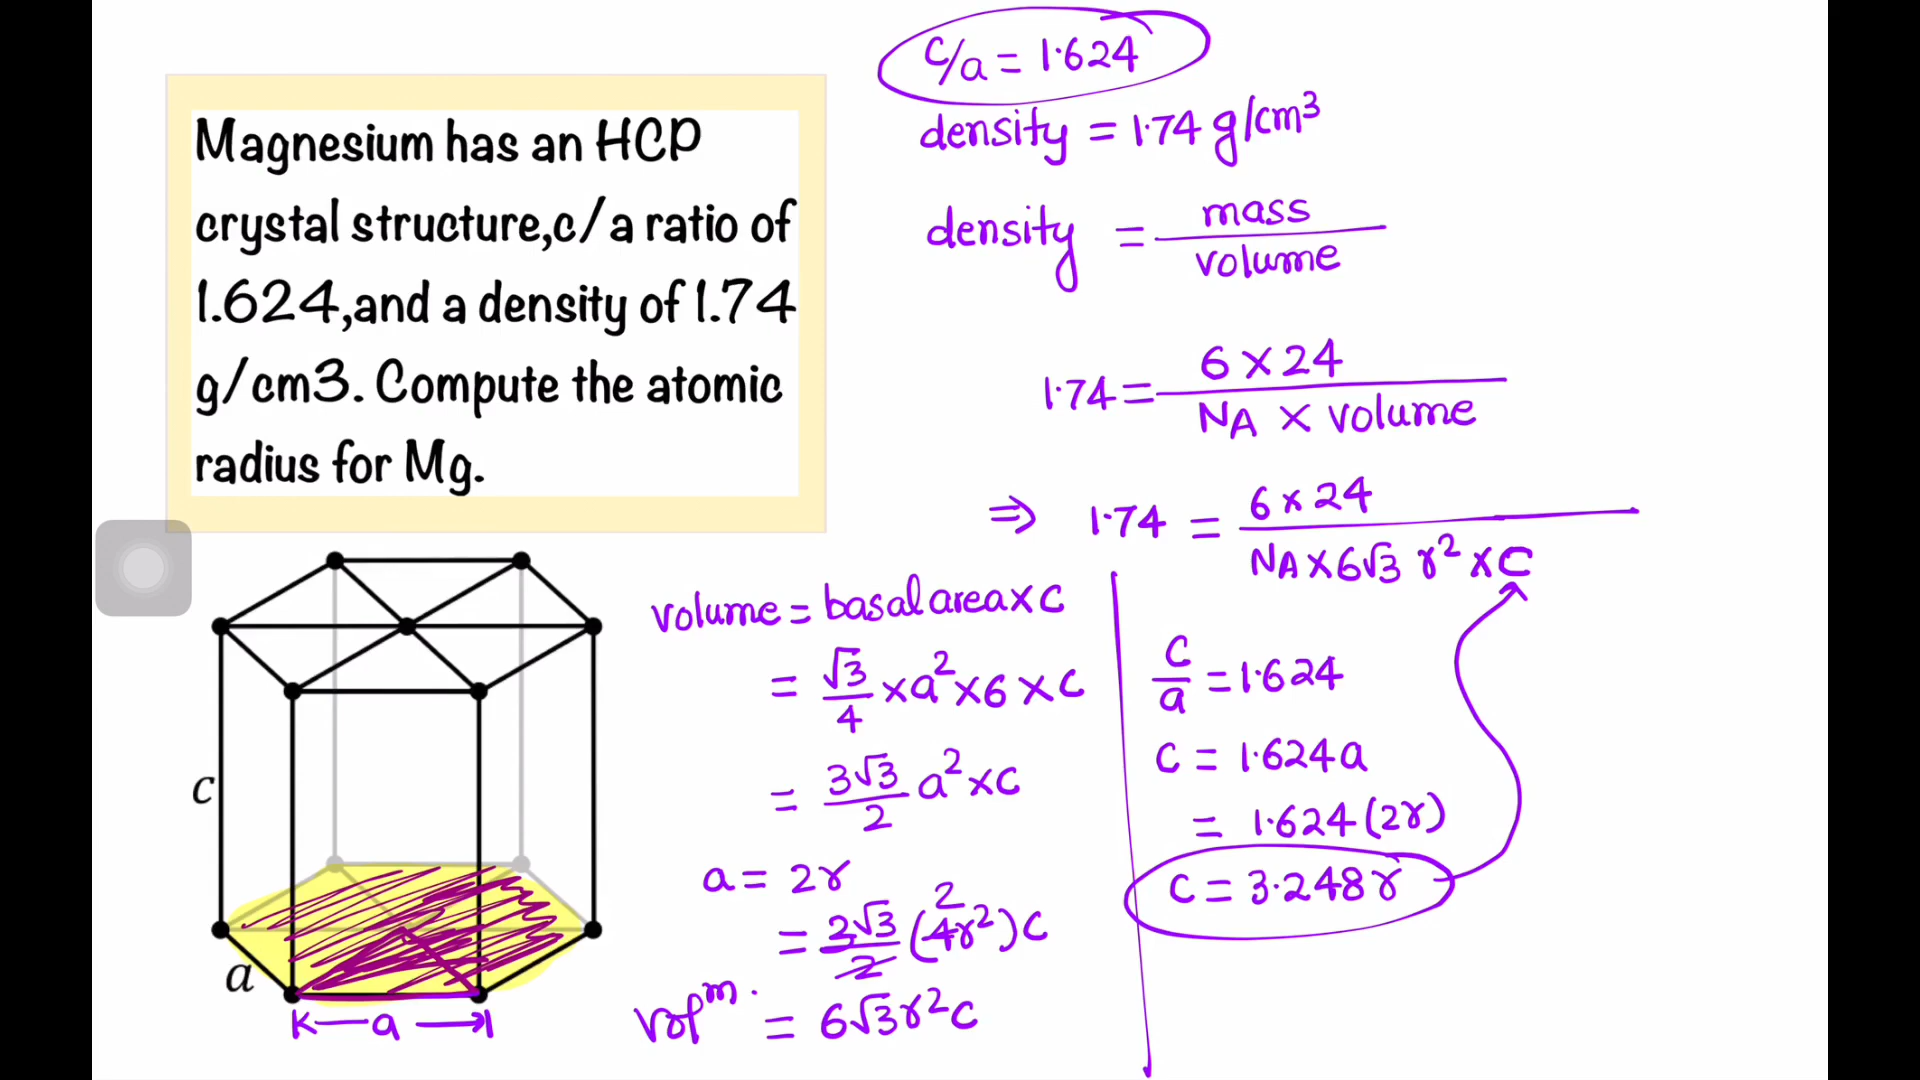 Magnesium has an HCP
crystal structure,c/a ratio of
1.624,and a density of 1.74
g/cm3. Compute the atomic
radius for Mg.
c/a = 1.624
density = 1.74 g/cm³
density = mass / volume
1.74 = 6 × 24 / NA × volume
⇒ 1.74 = 6 × 24 / NA × 6√3 r² × C
volume = basal area × C
= √3/4 × a² × 6 × C
= 3√3/2 a² × C
a = 2r
= 3√3/2 (4r²) C
2
= 6√3 r² C
c/a = 1.624
C = 1.624a
= 1.624(2r)
C = 3.248r
c
a
a